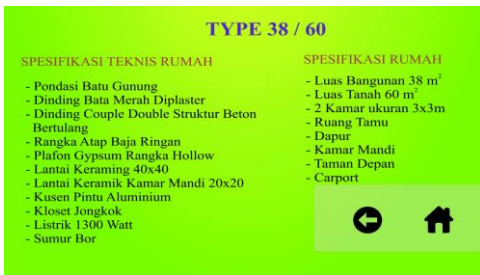 TYPE 38 / 60
SPESIFIKASI TEKNIS RUMAH
- Pondasi Batu Gunung
- Dinding Bata Merah Diplaster
- Dinding Couple Double Struktur Beton
Bertulang
- Rangka Atap Baja Ringan
- Plafon Gypsum Rangka Hollow
- Lantai Keraming 40x40
- Lantai Keramik Kamar Mandi 20x20
- Kusen Pintu Aluminium
- Kloset Jongkok
- Listrik 1300 Watt
- Sumur Bor
SPESIFIKASI RUMAH
- Luas Bangunan 38 m²
- Luas Tanah 60 m²
- 2 Kamar ukuran 3x3m
- Ruang Tamu
- Dapur
- Kamar Mandi
- Taman Depan
- Carport